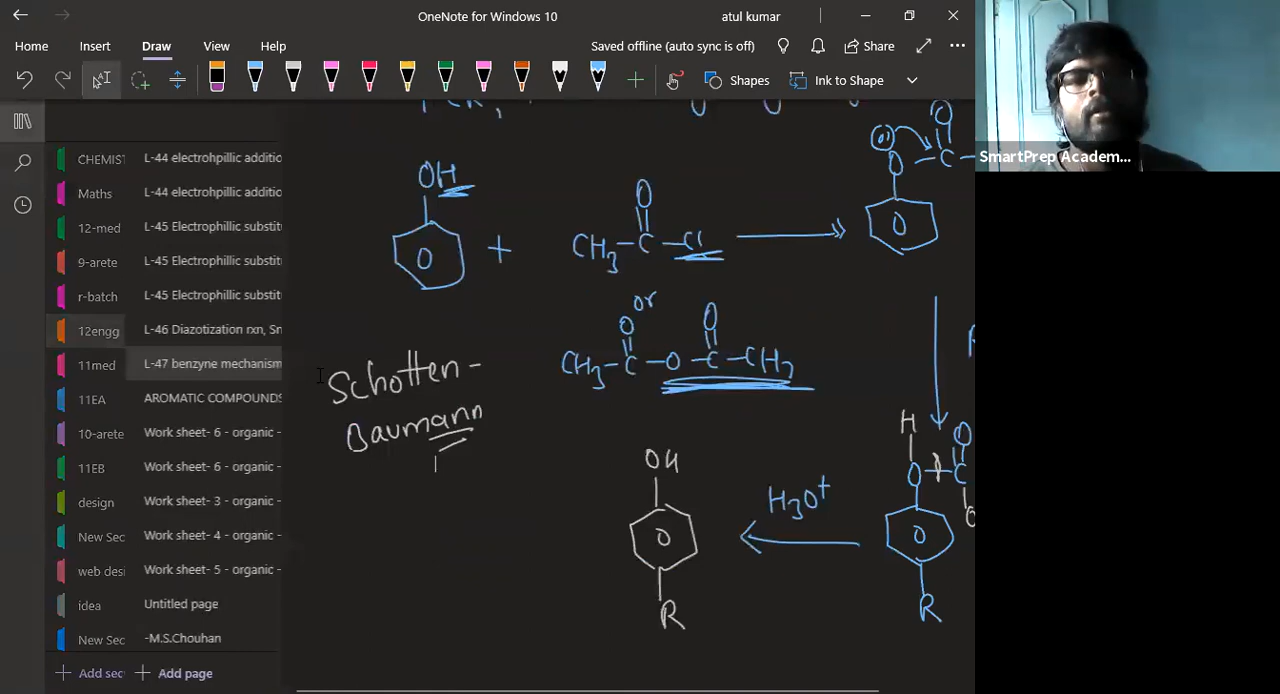 OneNote for Windows 10
atul kumar
Home Insert Draw View Help
Saved offline (auto sync is off)
Share
Shapes
Ink to Shape
SmartPrep Academ...
CHEMIST
L-44 electrohpillic additio
Maths
L-44 electrohpillic additio
12-med
L-45 Electrophillic substit
9-arete
L-45 Electrophillic substit
r-batch
L-45 Electrophillic substit
12engg
L-46 Diazotization rxn, Sn
11med
L-47 benzyne mechanism
11EA
AROMATIC COMPOUNDS
10-arete
Work sheet- 6 - organic -
11EB
Work sheet- 6 - organic -
design
Work sheet- 3 - organic -
New Sec
Work sheet- 4 - organic -
web desi
Work sheet- 5 - organic -
idea
Untitled page
New Sec
-M.S.Chouhan
Add sec
Add page
OH
+
O
CH3-C-Cl
O
O-C-
or
O O
CH3-C-O-C-CH3
Schotten-
Baumann
H
O
O-C
O
R
H3O+
OH
R